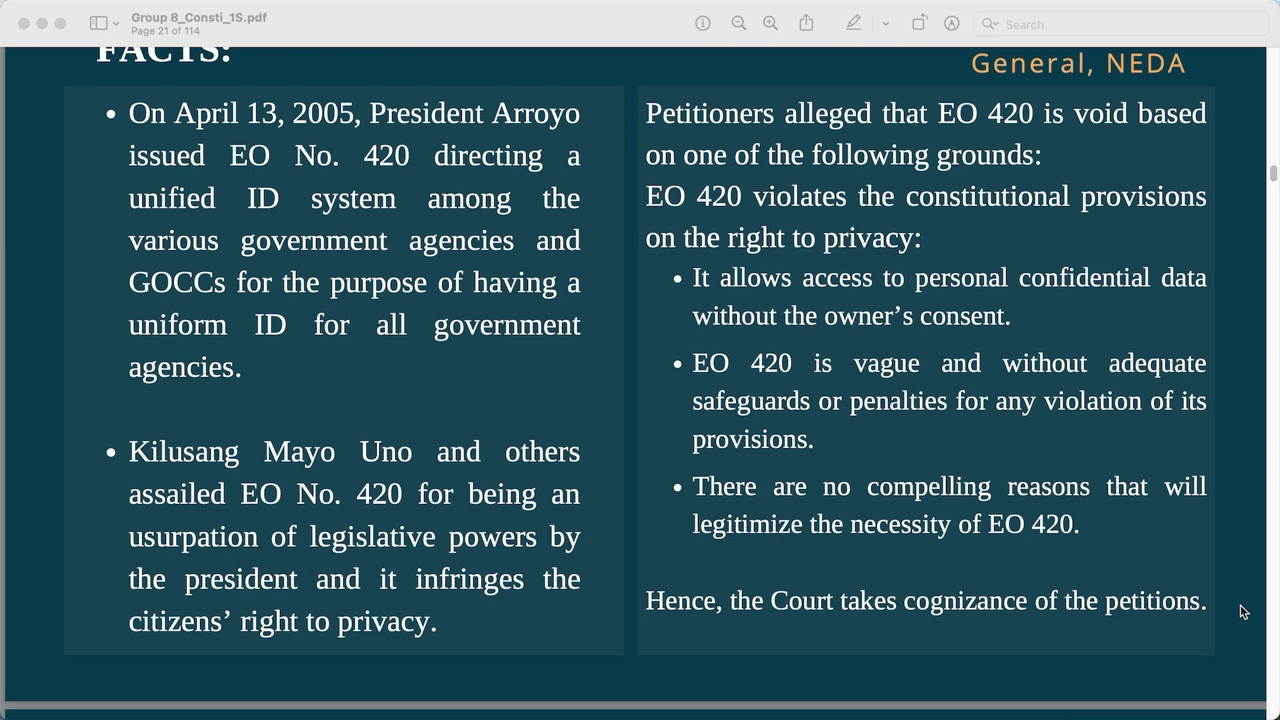 Group 8_Consti_1S.pdf
Page 21 of 114
Search
FACTS:
General, NEDA
• On April 13, 2005, President Arroyo
issued EO No. 420 directing a
unified ID system among the
various government agencies and
GOCCs for the purpose of having a
uniform ID for all government
agencies.
• Kilusang Mayo Uno and others
assailed EO No. 420 for being an
usurpation of legislative powers by
the president and it infringes the
citizens’ right to privacy.
Petitioners alleged that EO 420 is void based
on one of the following grounds:
EO 420 violates the constitutional provisions
on the right to privacy:
• It allows access to personal confidential data
without the owner’s consent.
• EO 420 is vague and without adequate
safeguards or penalties for any violation of its
provisions.
• There are no compelling reasons that will
legitimize the necessity of EO 420.
Hence, the Court takes cognizance of the petitions.